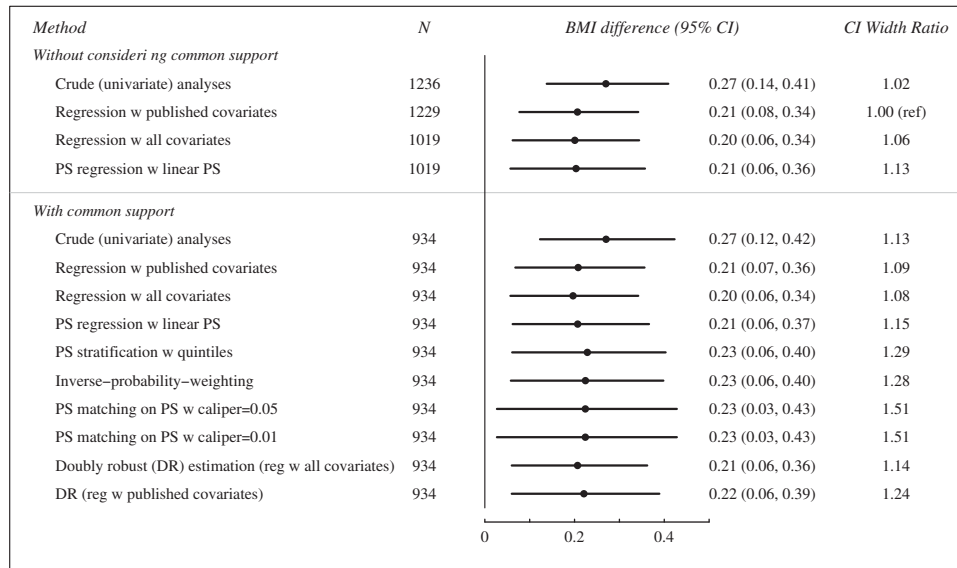 Method N BMI difference (95% CI) CI Width Ratio
Without consideri ng common support
Crude (univariate) analyses 1236 0.27 (0.14, 0.41) 1.02
Regression w published covariates 1229 0.21 (0.08, 0.34) 1.00 (ref)
Regression w all covariates 1019 0.20 (0.06, 0.34) 1.06
PS regression w linear PS 1019 0.21 (0.06, 0.36) 1.13
With common support
Crude (univariate) analyses 934 0.27 (0.12, 0.42) 1.13
Regression w published covariates 934 0.21 (0.07, 0.36) 1.09
Regression w all covariates 934 0.20 (0.06, 0.34) 1.08
PS regression w linear PS 934 0.21 (0.06, 0.37) 1.15
PS stratification w quintiles 934 0.23 (0.06, 0.40) 1.29
Inverse−probability−weighting 934 0.23 (0.06, 0.40) 1.28
PS matching on PS w caliper=0.05 934 0.23 (0.03, 0.43) 1.51
PS matching on PS w caliper=0.01 934 0.23 (0.03, 0.43) 1.51
Doubly robust (DR) estimation (reg w all covariates) 934 0.21 (0.06, 0.36) 1.14
DR (reg w published covariates) 934 0.22 (0.06, 0.39) 1.24
0 0.2 0.4